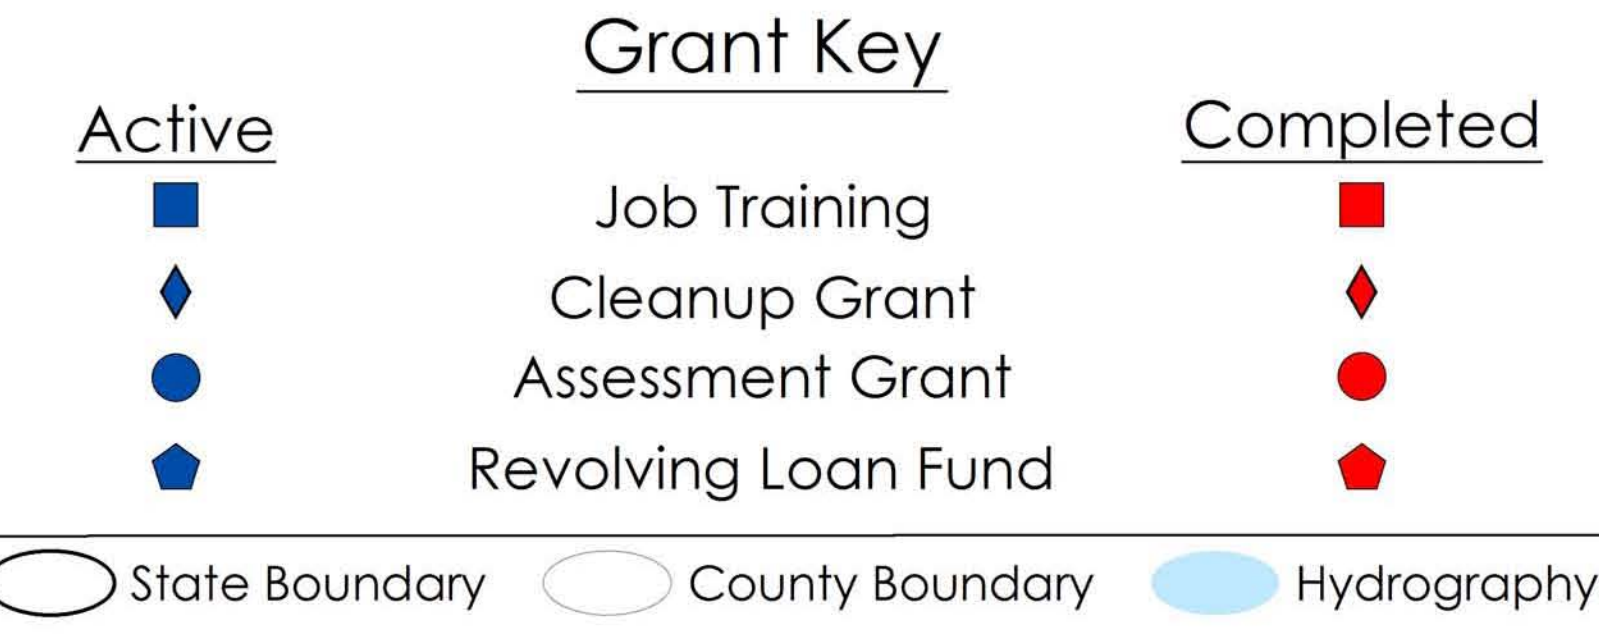 Grant Key
Active
Completed
Job Training
Cleanup Grant
Assessment Grant
Revolving Loan Fund
State Boundary
County Boundary
Hydrography